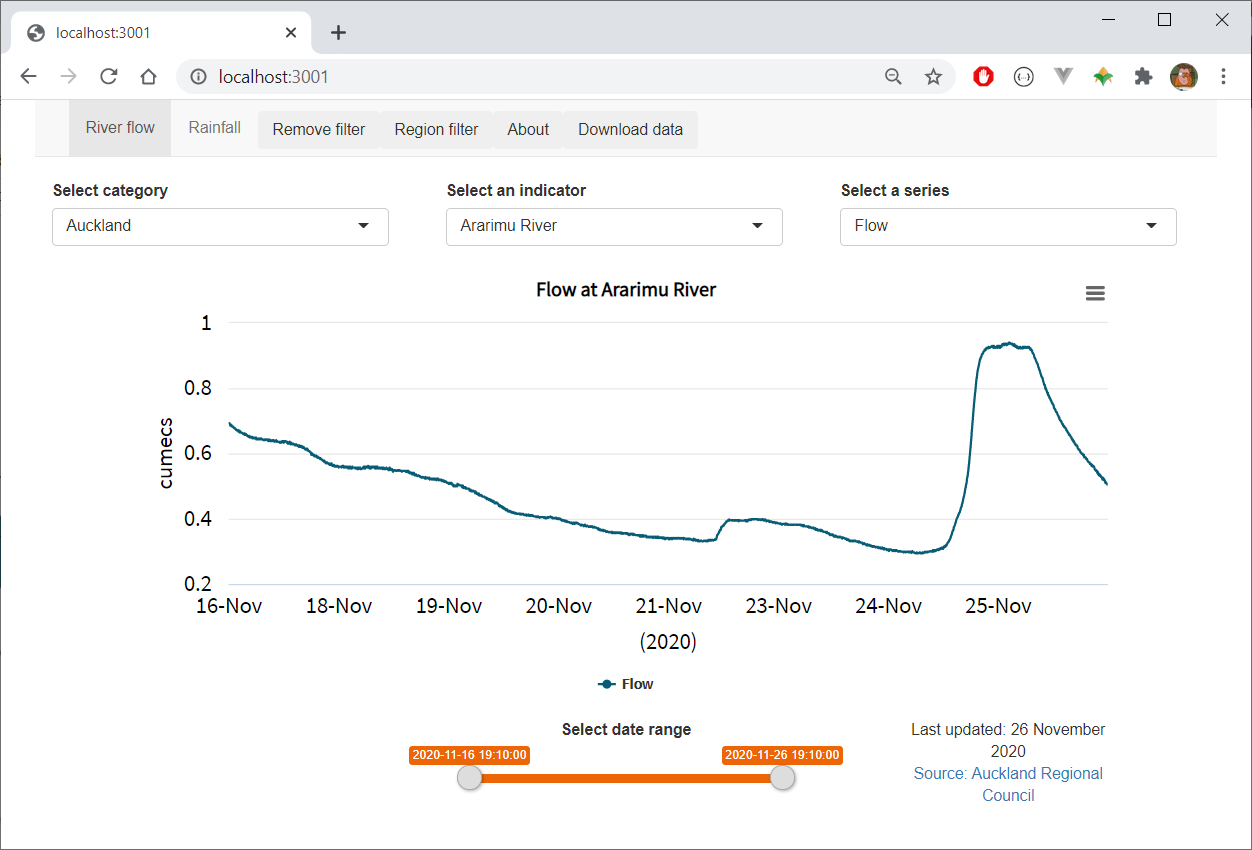 localhost:3001
localhost:3001
River flow Rainfall Remove filter Region filter About Download data
Select category Select an indicator Select a series
Auckland Ararimu River Flow
Flow at Ararimu River
1
0.8
0.6
0.4
0.2
cumecs
16-Nov 18-Nov 19-Nov 20-Nov 21-Nov 23-Nov 24-Nov 25-Nov
(2020)
Flow
Select date range
2020-11-16 19:10:00 2020-11-26 19:10:00
Last updated: 26 November
2020
Source: Auckland Regional
Council